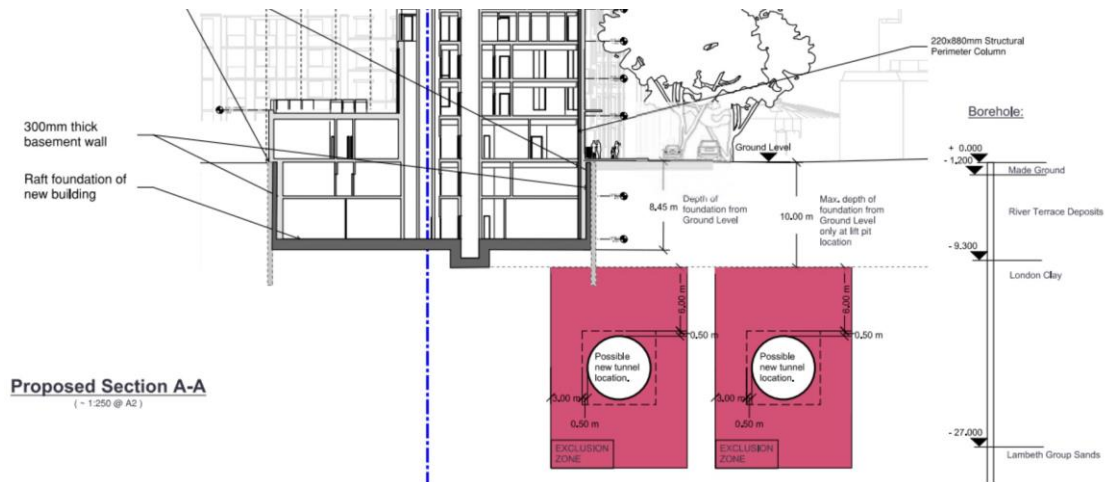 220x880mm Structural
Perimeter Column
Borehole:
300mm thick
basement wall
Ground Level
+ 0.000
- 1.200
Made Ground
Raft foundation of
new building
8.45 m
Depth of
foundation from
Ground Level
10.00 m
Max. depth of
foundation from
Ground Level
only at lift pit
location
River Terrace Deposits
- 9.300
London Clay
6.00 m
6.00 m
0.50 m
0.50 m
Possible
new tunnel
location.
Possible
new tunnel
location.
Proposed Section A-A
( ~ 1:250 @ A2 )
3.00 m
3.00 m
0.50 m
0.50 m
EXCLUSION
ZONE
EXCLUSION
ZONE
- 27.000
Lambeth Group Sands